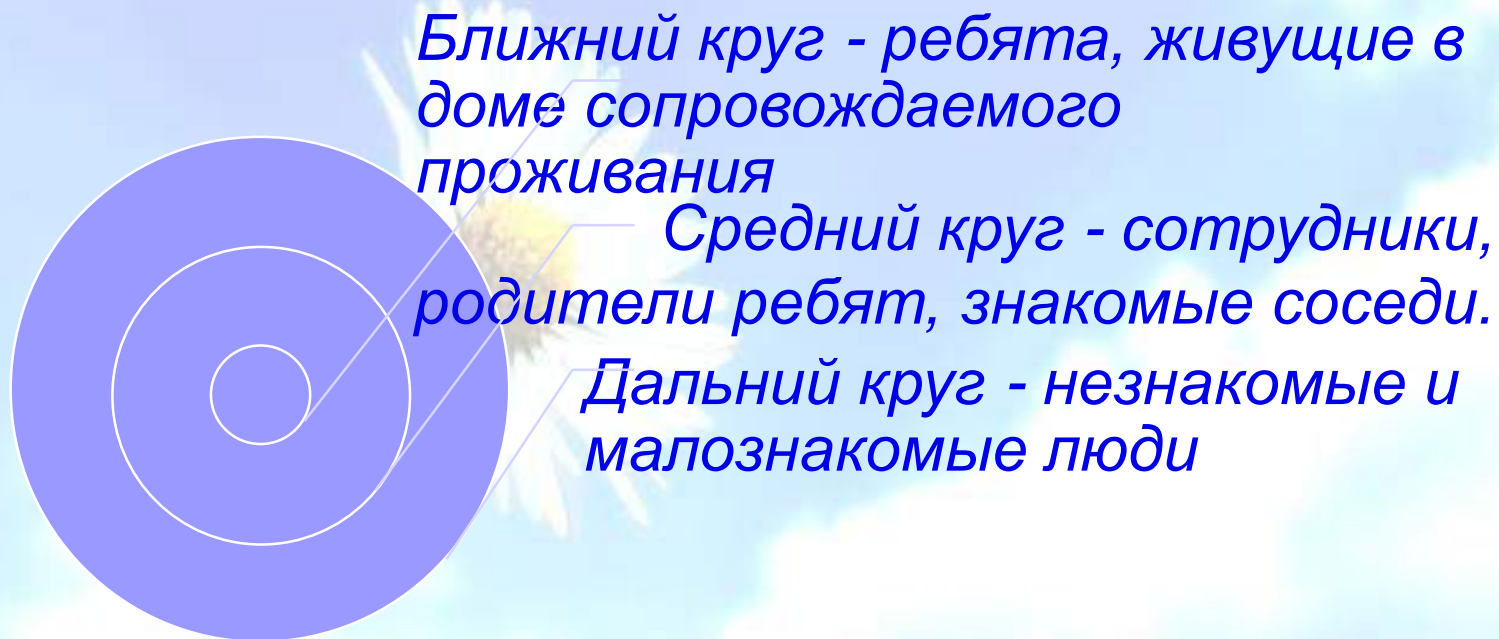 Ближний круг - ребята, живущие в
доме сопровождаемого
проживания
Средний круг - сотрудники,
родители ребят, знакомые соседи.
Дальний круг - незнакомые и
малознакомые люди